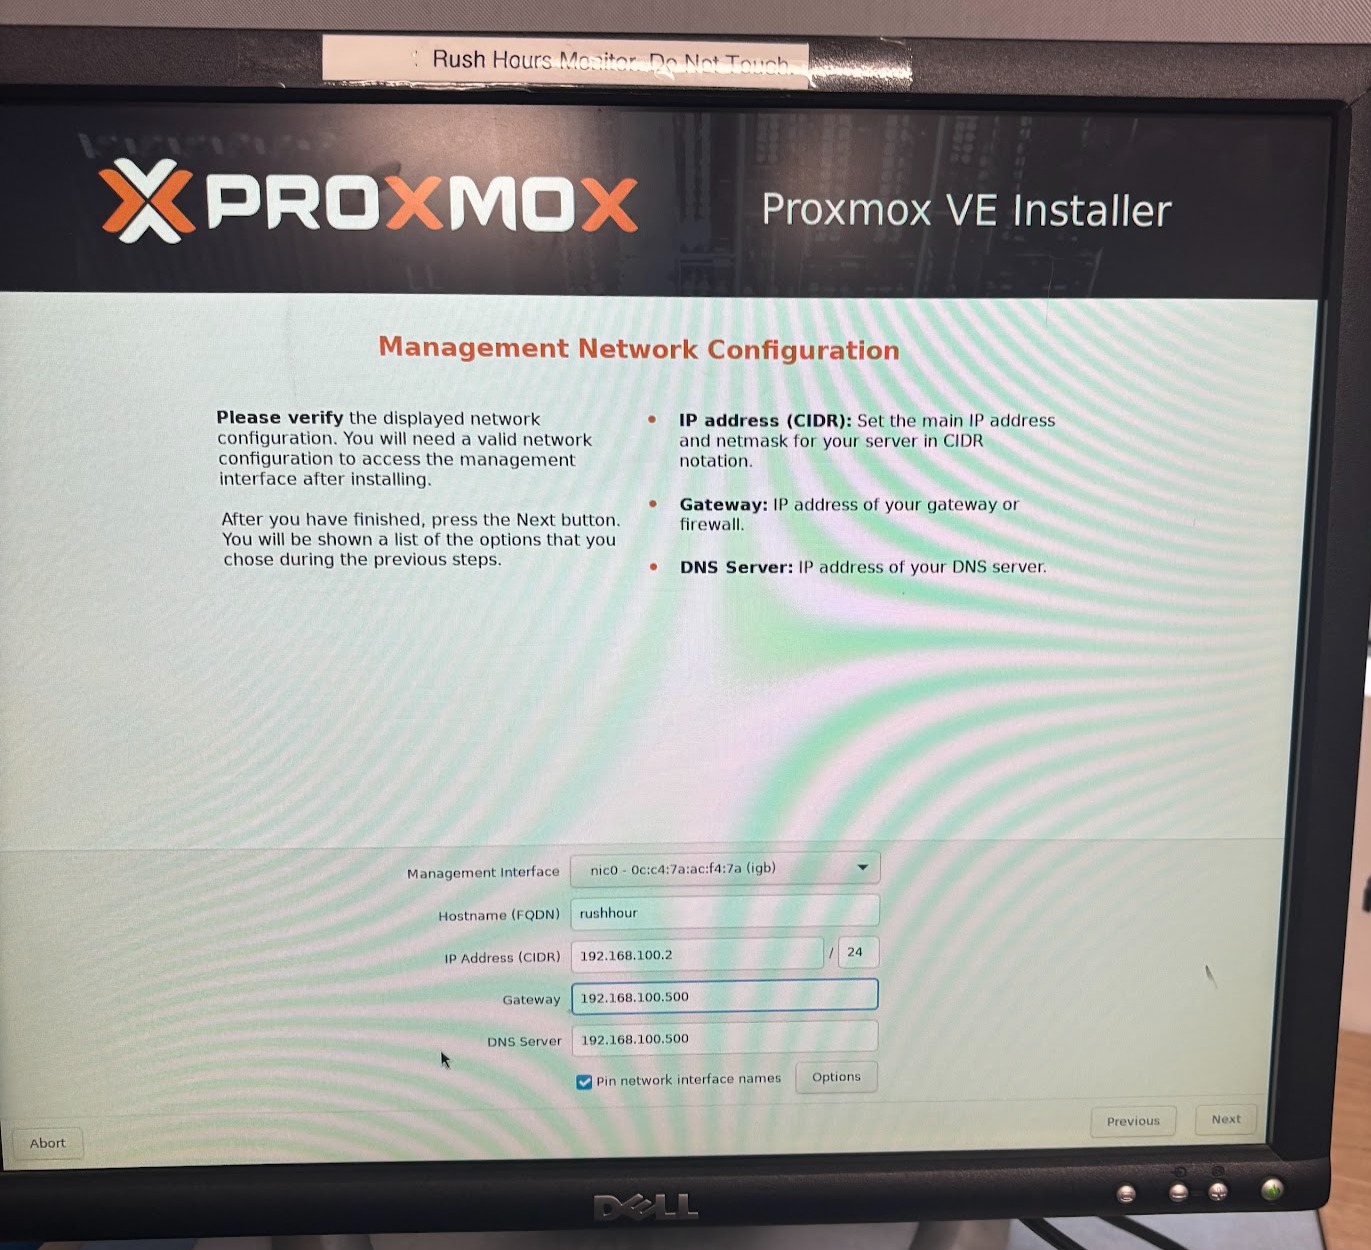 Rush Hours Monitor. Do Not Touch.
PROXMOX
Proxmox VE Installer
Management Network Configuration
Please verify the displayed network
configuration. You will need a valid network
configuration to access the management
interface after installing.
After you have finished, press the Next button.
You will be shown a list of the options that you
chose during the previous steps.
• IP address (CIDR): Set the main IP address
and netmask for your server in CIDR
notation.
• Gateway: IP address of your gateway or
firewall.
• DNS Server: IP address of your DNS server.
Management Interface nic0 - 0c:c4:7a:ac:f4:7a (igb)
Hostname (FQDN) rushhour
IP Address (CIDR) 192.168.100.2 / 24
Gateway 192.168.100.500
DNS Server 192.168.100.500
Pin network interface names Options
Abort Previous Next
DELL